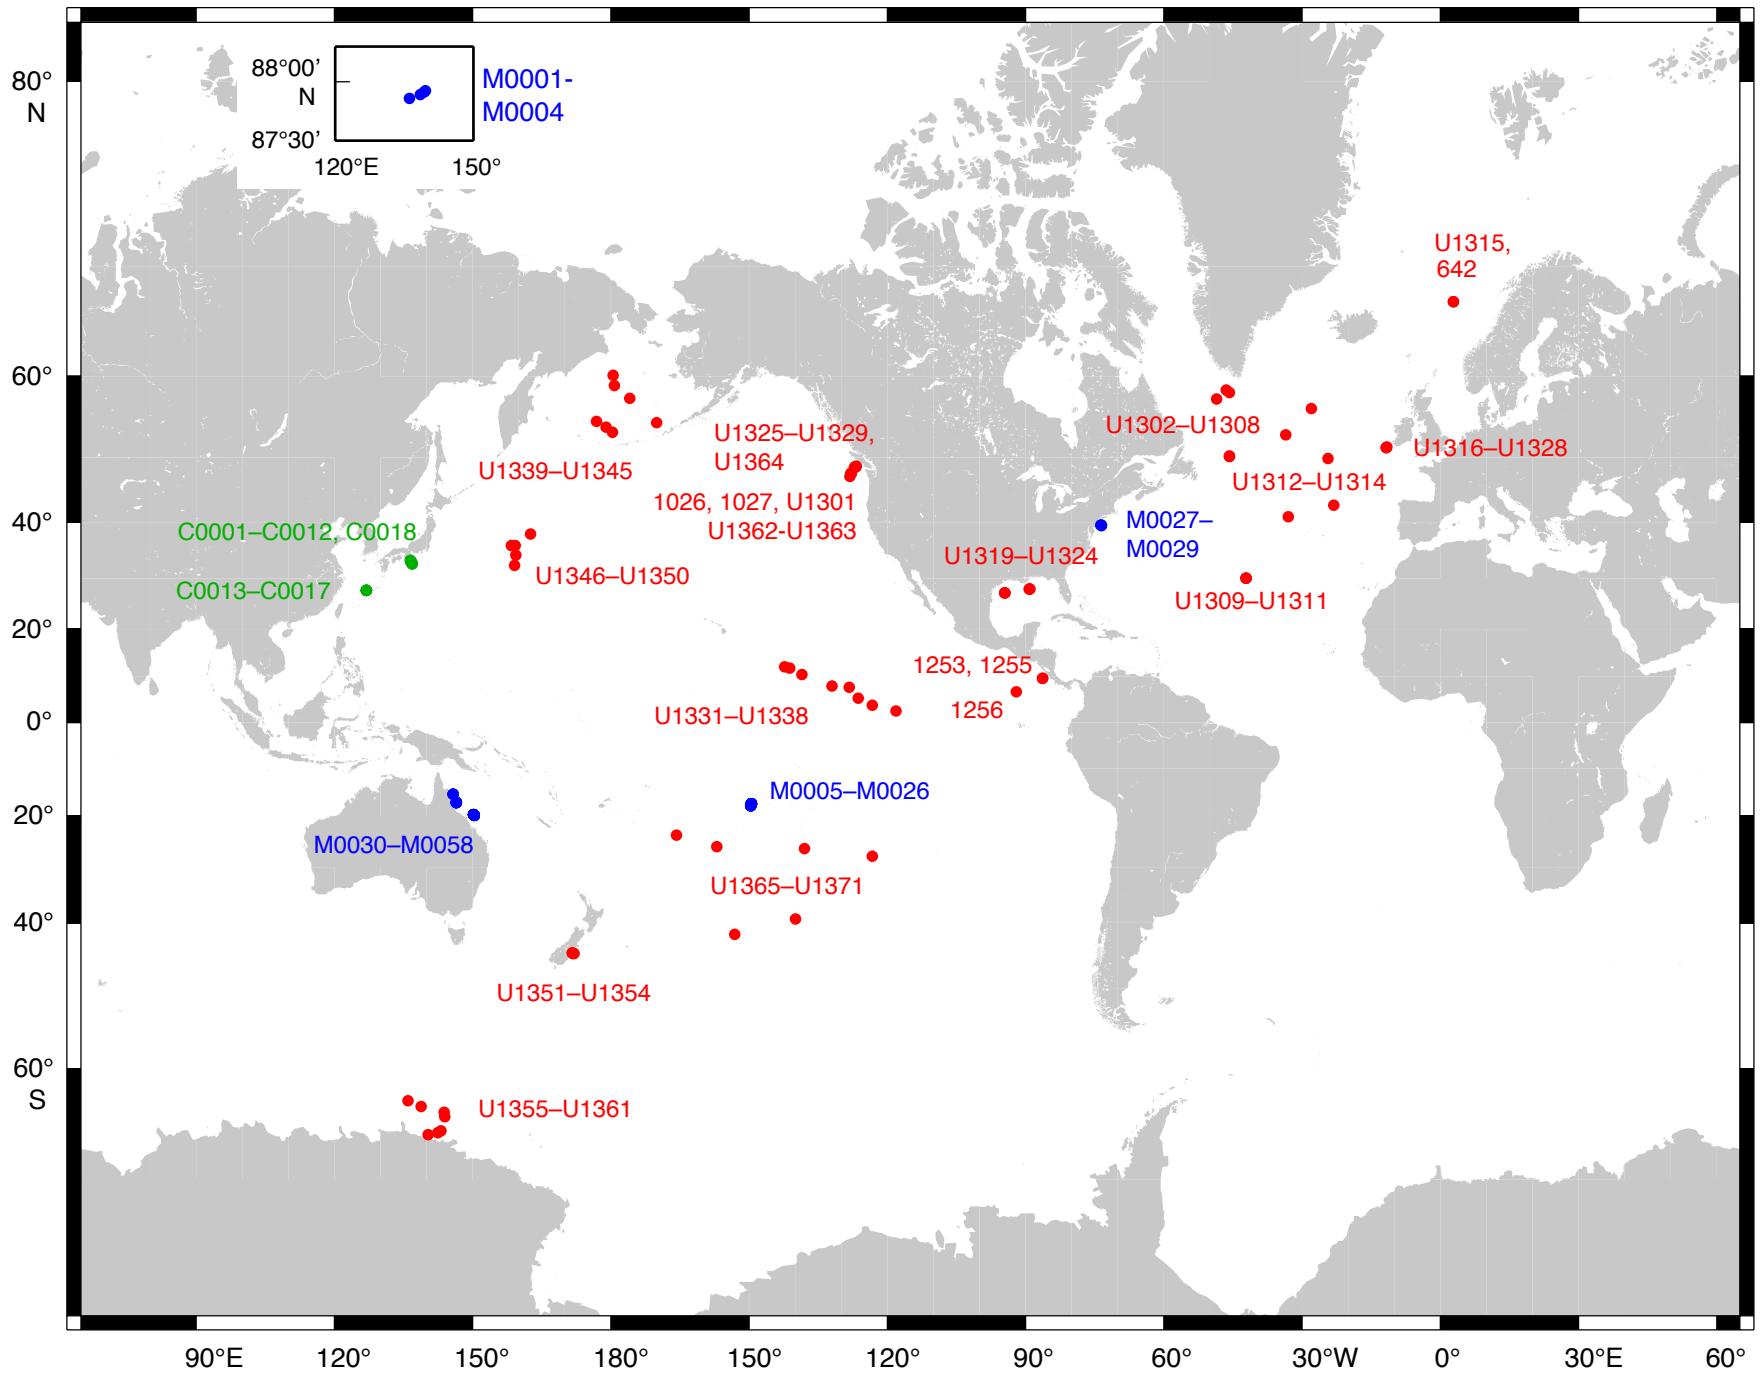 88°00'
N
87°30'
120°E
150°
M0001-
M0004
80°
N
U1315,
642
60°
U1302–U1308
U1325–U1329,
U1364
U1316–U1328
U1339–U1345
U1312–U1314
1026, 1027, U1301
U1362-U1363
40°
C0001–C0012, C0018
M0027–
M0029
U1319–U1324
U1346–U1350
C0013–C0017
U1309–U1311
20°
1253, 1255
1256
U1331–U1338
0°
M0005–M0026
20°
M0030–M0058
U1365–U1371
40°
U1351–U1354
60°
S
U1355–U1361
90°E
120°
150°
180°
150°
120°
90°
60°
30°W
0°
30°E
60°